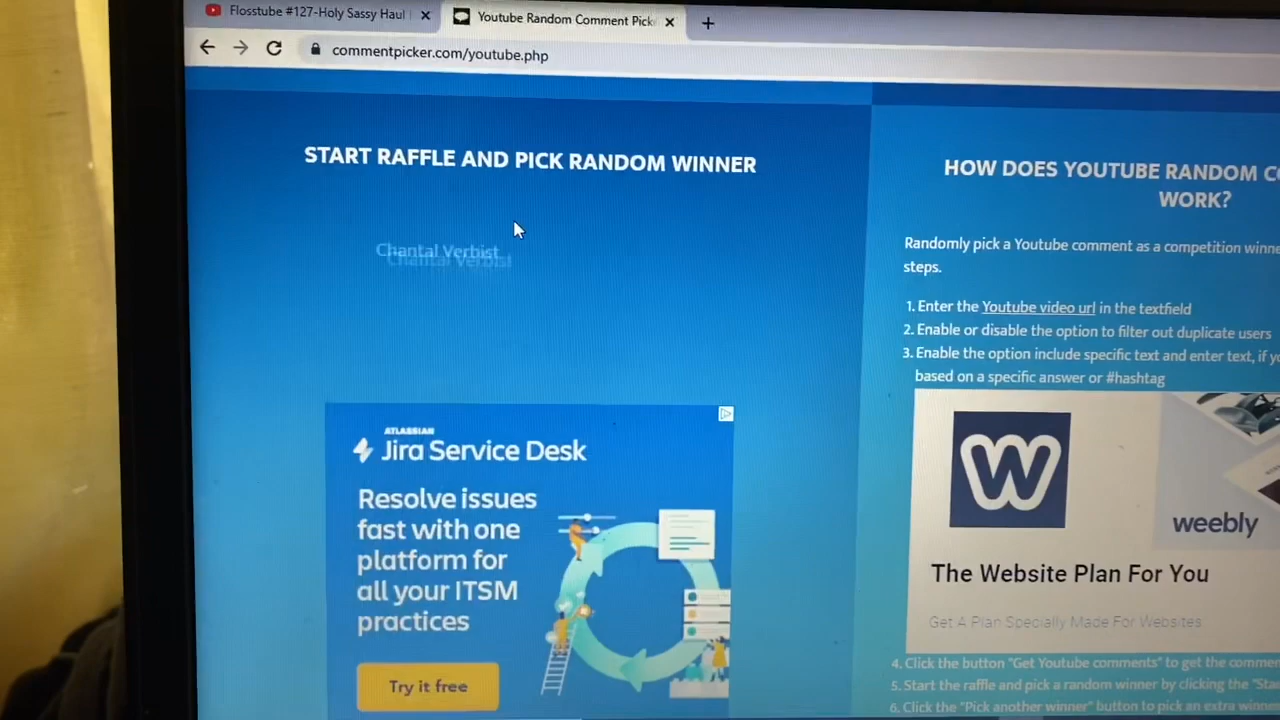 Flosstube #127-Holy Sassy Haul
Youtube Random Comment Pick
commentpicker.com/youtube.php
START RAFFLE AND PICK RANDOM WINNER
Chantal Verbist
Chantal Verbist
ATLASSIAN
Jira Service Desk
Resolve issues
fast with one
platform for
all your ITSM
practices
Try it free
HOW DOES YOUTUBE RANDOM CO
WORK?
Randomly pick a Youtube comment as a competition winne
steps.
1. Enter the Youtube video url in the textfield
2. Enable or disable the option to filter out duplicate users
3. Enable the option include specific text and enter text, if yo
based on a specific answer or #hashtag
W
weebly
The Website Plan For You
Get A Plan Specially Made For Websites
4. Click the button "Get Youtube comments" to get the commen
5. Start the raffle and pick a random winner by clicking the "Sta
6. Click the "Pick another winner" button to pick an extra winne